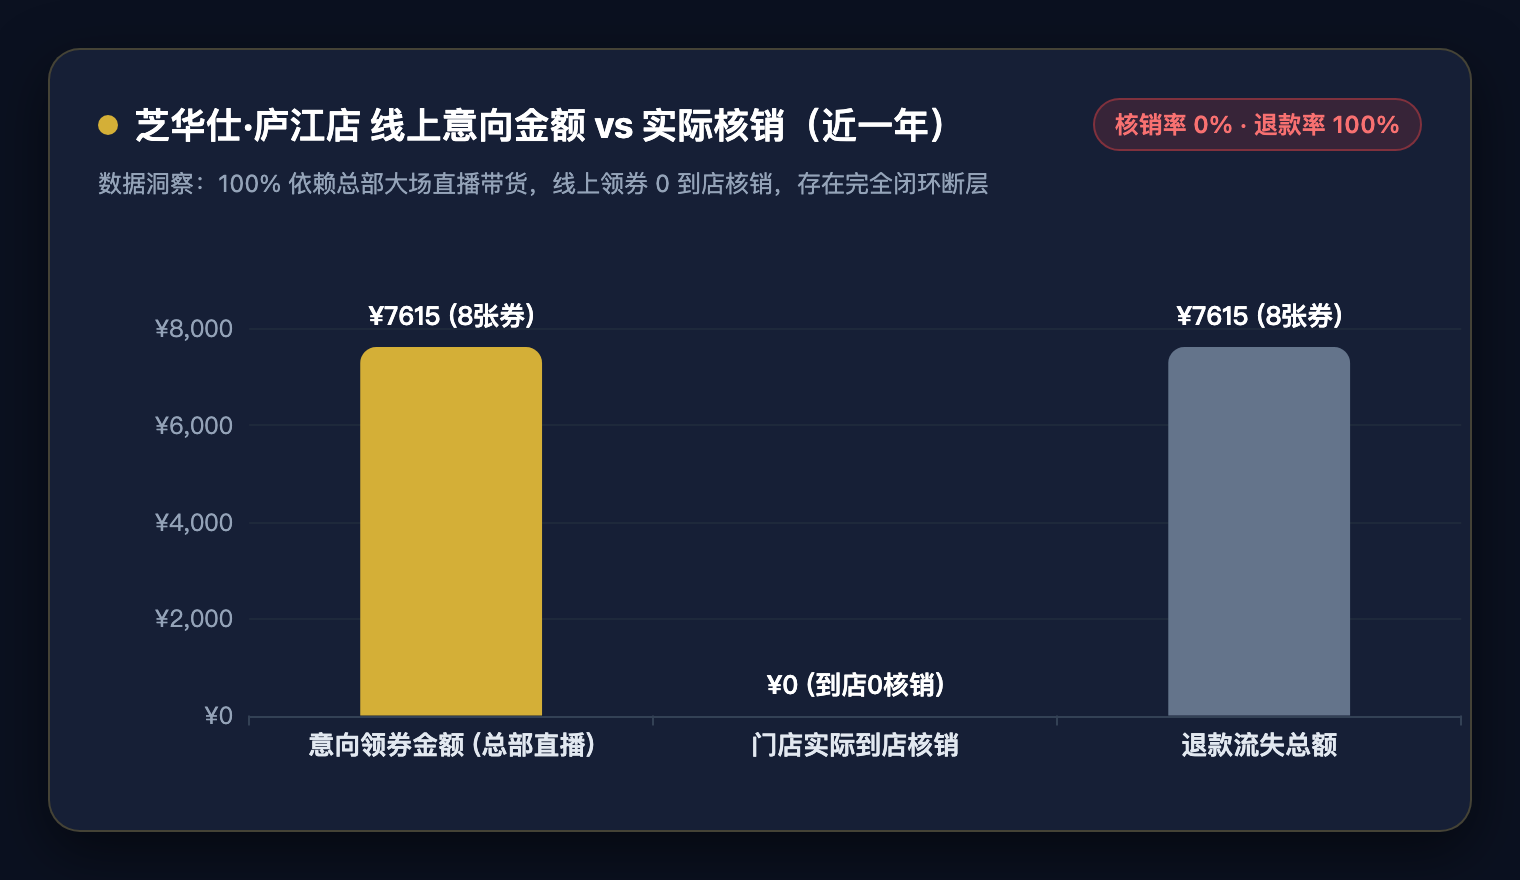 芝华仕·庐江店 线上意向金额 vs 实际核销（近一年）
核销率 0% · 退款率 100%
数据洞察：100% 依赖总部大场直播带货，线上领券 0 到店核销，存在完全闭环断层
¥7615 (8张券)
¥7615 (8张券)
¥8,000
¥6,000
¥4,000
¥2,000
¥0 (到店0核销)
¥0
意向领券金额 (总部直播)
门店实际到店核销
退款流失总额